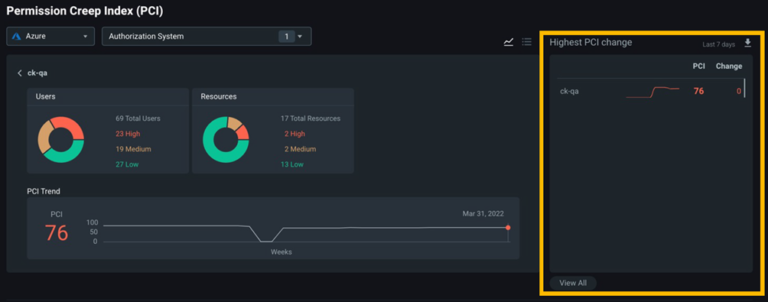 Permission Creep Index (PCI)
Azure
Authorization System 1
ck-qa
Users
69 Total Users
23 High
19 Medium
27 Low
Resources
17 Total Resources
2 High
2 Medium
13 Low
PCI Trend
PCI
76
100
50
0
Mar 31, 2022
Weeks
Highest PCI change
Last 7 days
PCI Change
ck-qa 76 0
View All